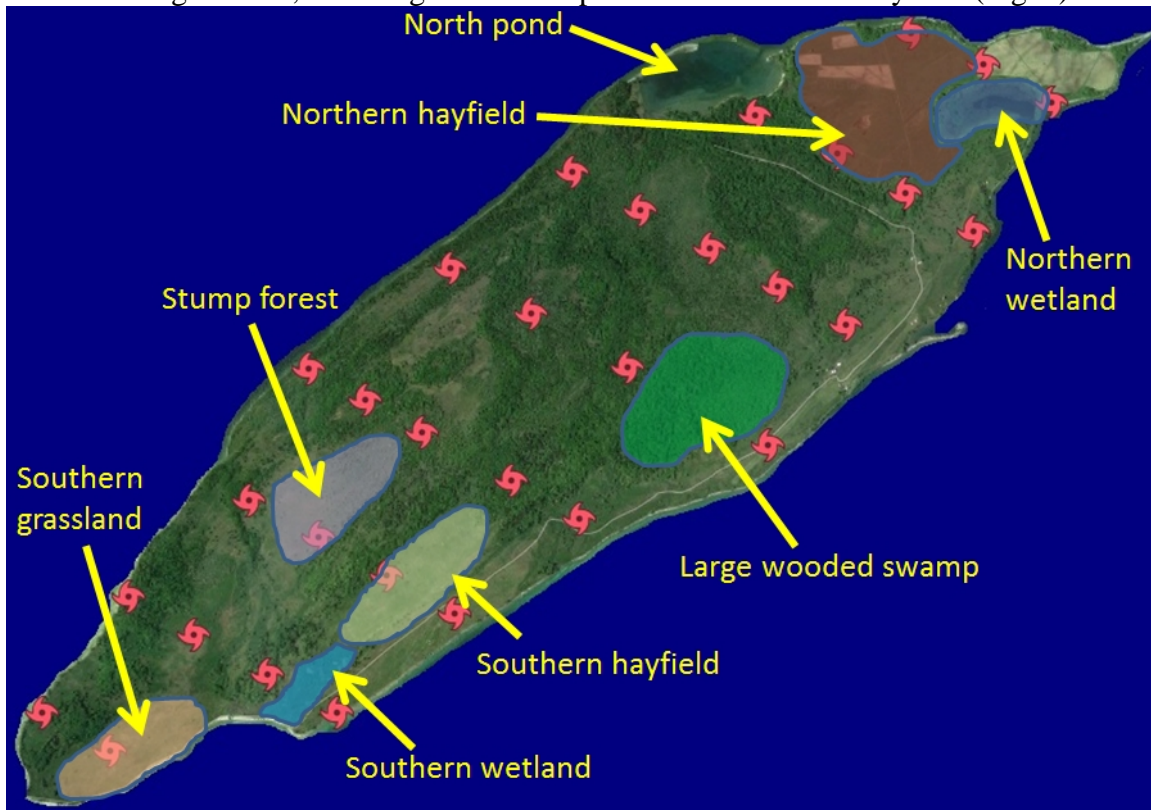 North pond
Northern hayfield
Northern
wetland
Stump forest
Southern
grassland
Large wooded swamp
Southern hayfield
Southern wetland